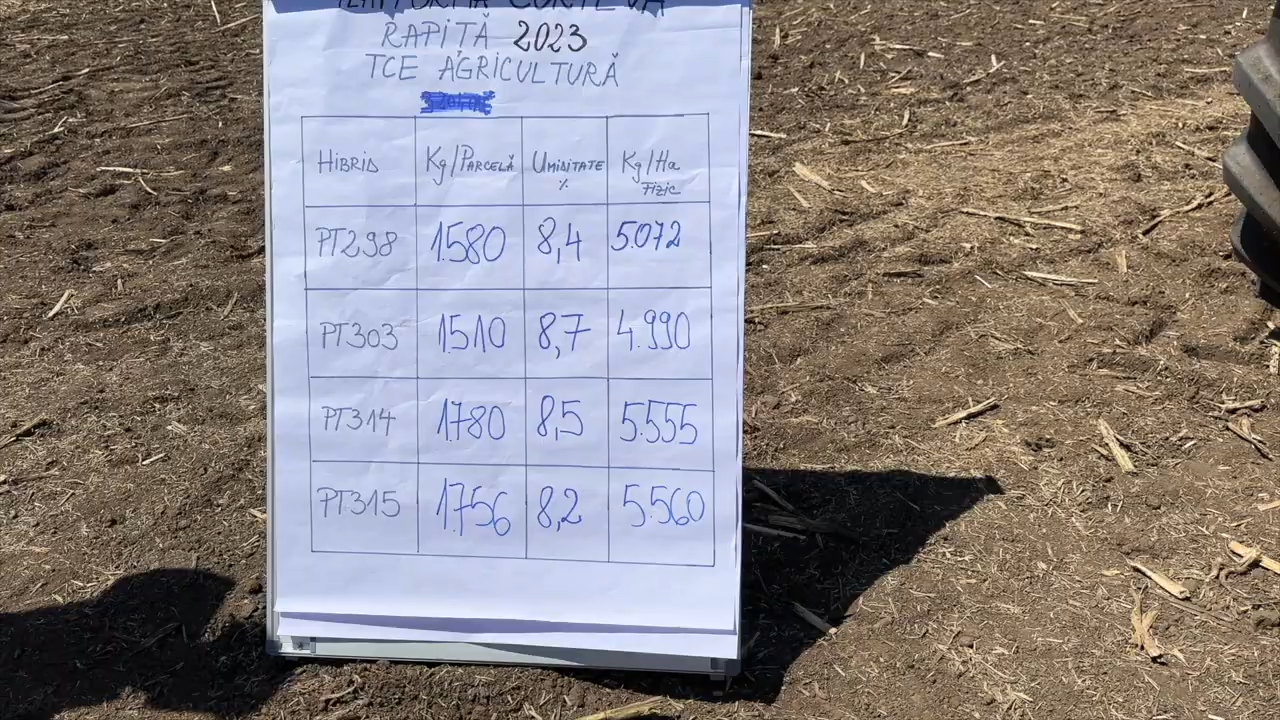 PLATFORMA CORTEVA
RAPIȚĂ 2023
TCE AGRICULTURĂ
HIBRID Kg/PARCELĂ UMIDITATE % Kg/Ha FIZIC
PT298 1.580 8,4 5.072
PT303 1.510 8,7 4.990
PT314 1.780 8,5 5.555
PT315 1.756 8,2 5.560